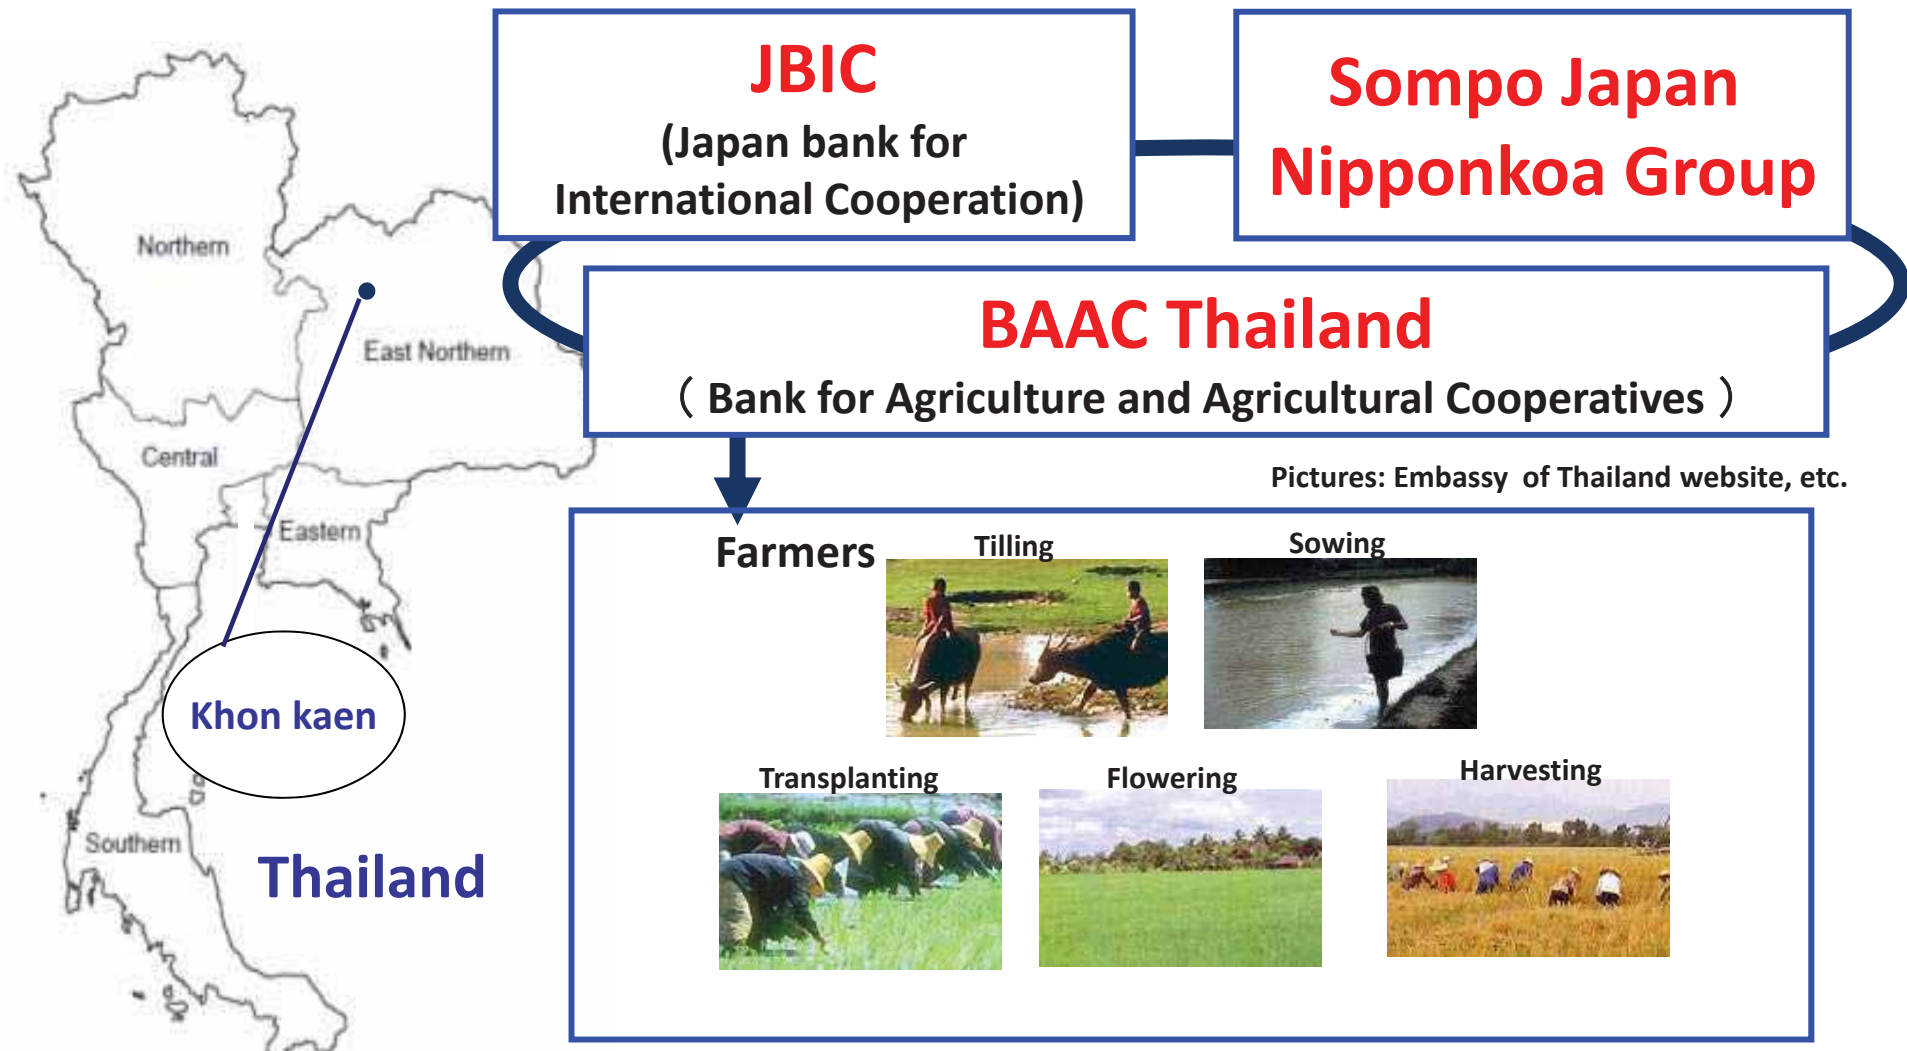 JBIC
(Japan bank for
International Cooperation)
Sompo Japan
Nipponkoa Group
BAAC Thailand
（ Bank for Agriculture and Agricultural Cooperatives ）
Pictures: Embassy of Thailand website, etc.
Northern
East Northern
Central
Eastern
Southern
Khon kaen
Thailand
Farmers
Tilling
Sowing
Transplanting
Flowering
Harvesting